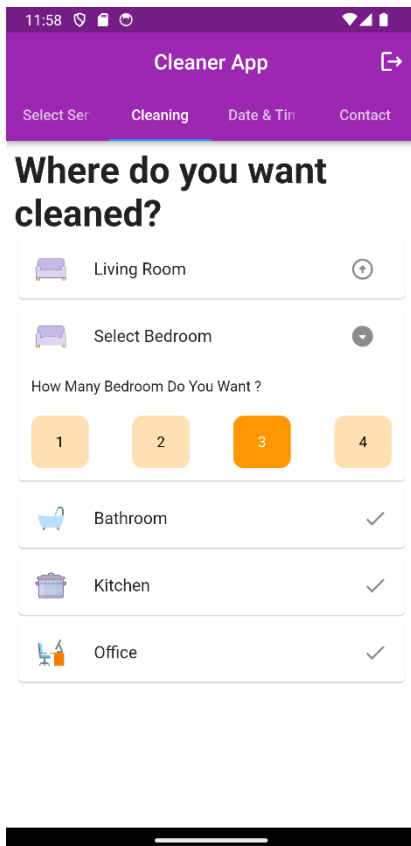 11:58
Cleaner App
Select Ser
Cleaning
Date & Tin
Contact
Where do you want
cleaned?
Living Room
Select Bedroom
How Many Bedroom Do You Want ?
1 2 3 4
Bathroom
Kitchen
Office